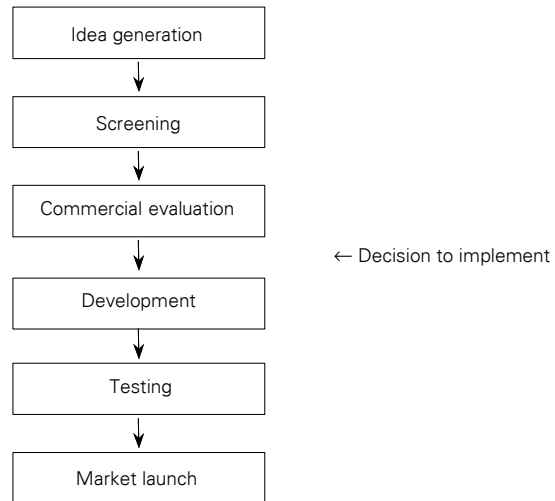 Idea generation
Screening
Commercial evaluation
← Decision to implement
Development
Testing
Market launch